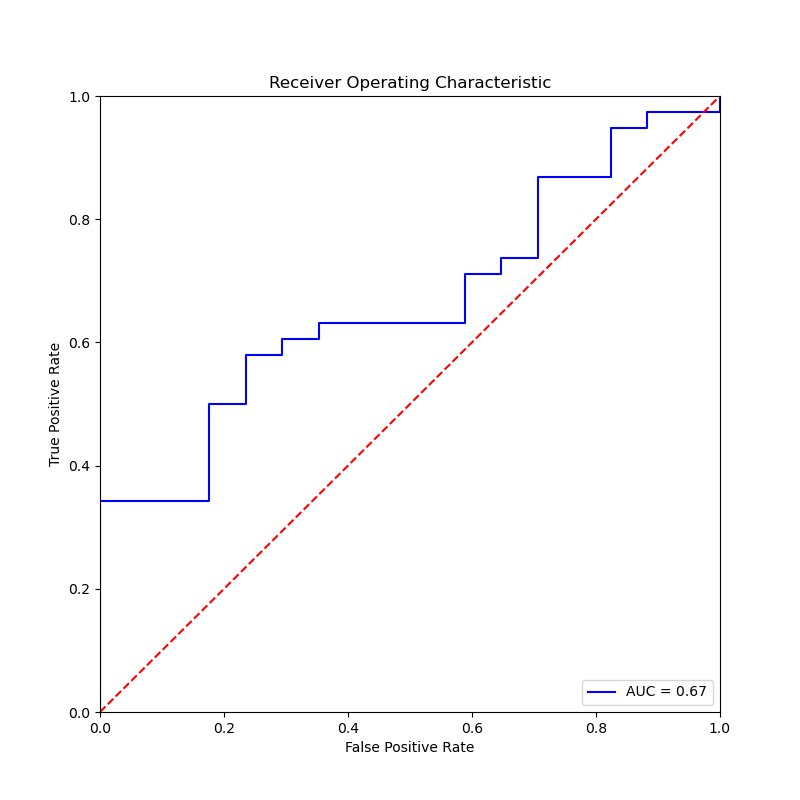 Receiver Operating Characteristic
1.0
0.8
0.6
0.4
0.2
0.0
True Positive Rate
AUC = 0.67
0.0 0.2 0.4 0.6 0.8 1.0
False Positive Rate